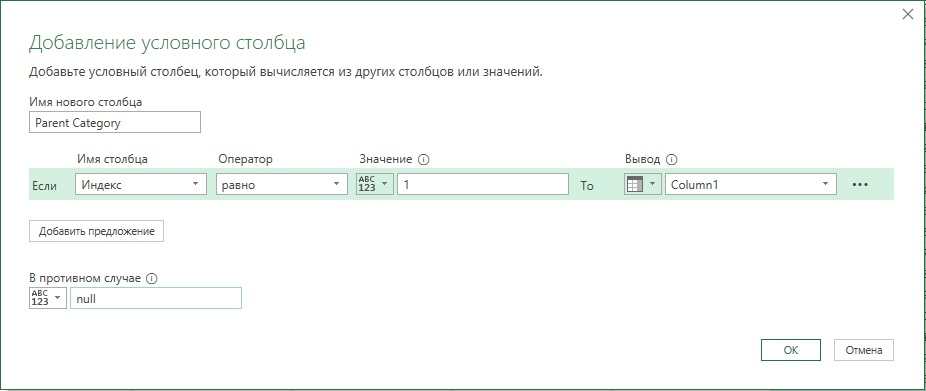 Добавление условного столбца
Добавьте условный столбец, который вычисляется из других столбцов или значений.
Имя нового столбца
Parent Category
Имя столбца Оператор Значение Вывод
Если Индекс равно ABC 123 1 То Column1 ...
Добавить предложение
В противном случае
ABC 123 null
OK Отмена